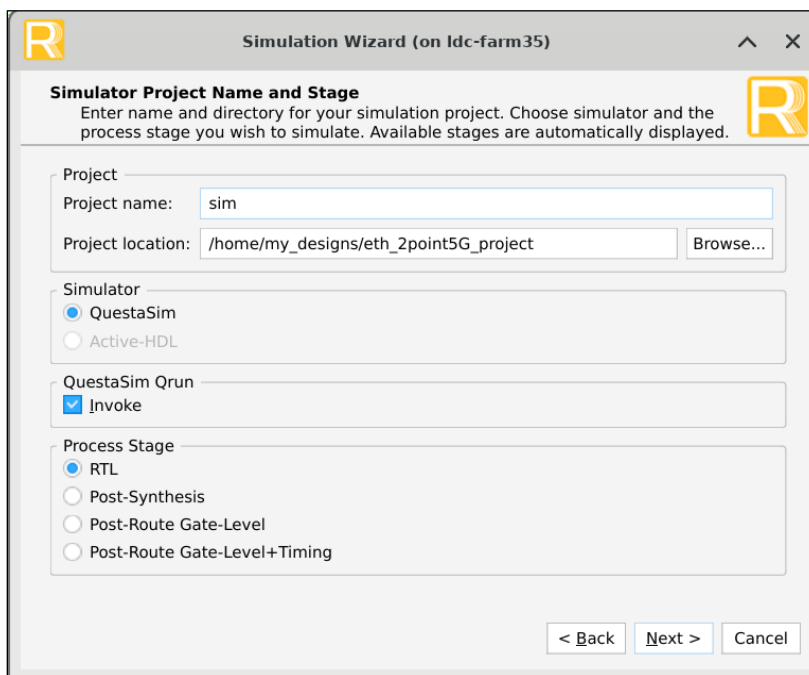 Simulation Wizard (on ldc-farm35)
Simulator Project Name and Stage
Enter name and directory for your simulation project. Choose simulator and the
process stage you wish to simulate. Available stages are automatically displayed.
Project
Project name: sim
Project location: /home/my_designs/eth_2point5G_project Browse...
Simulator
QuestaSim
Active-HDL
QuestaSim Qrun
Invoke
Process Stage
RTL
Post-Synthesis
Post-Route Gate-Level
Post-Route Gate-Level+Timing
< Back Next > Cancel